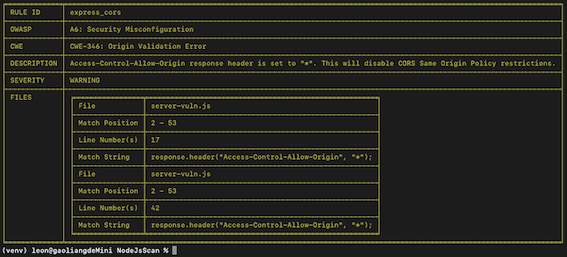 RULE ID express_cors
OWASP A6: Security Misconfiguration
CWE CWE-346: Origin Validation Error
DESCRIPTION Access-Control-Allow-Origin response header is set to "*". This will disable CORS Same Origin Policy restrictions.
SEVERITY WARNING
FILES
File server-vuln.js
Match Position 2 - 53
Line Number(s) 17
Match String response.header("Access-Control-Allow-Origin", "*");
File server-vuln.js
Match Position 2 - 53
Line Number(s) 42
Match String response.header("Access-Control-Allow-Origin", "*");
(venv) leon@gaoliangdeMini NodeJsScan %